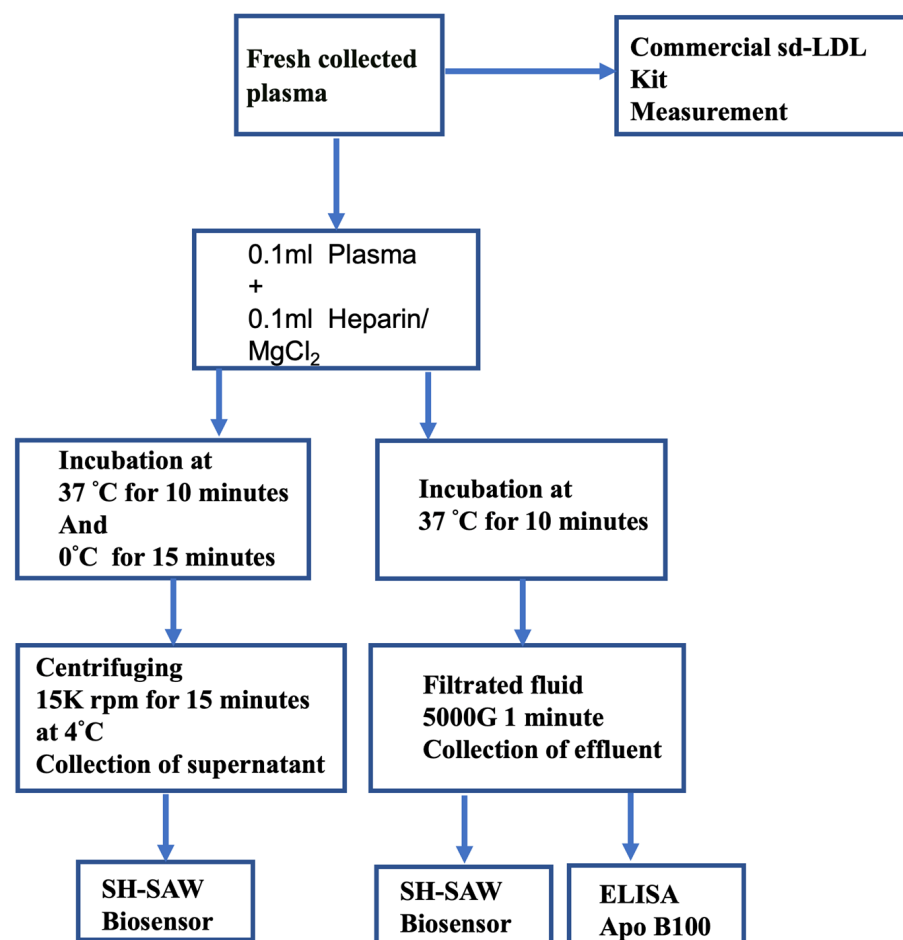 Fresh collected
plasma
Commercial sd-LDL
Kit
Measurement
0.1ml  Plasma
+
0.1ml  Heparin/
MgCl₂
Incubation at
37 °C for 10 minutes
And
0°C  for 15 minutes
Incubation at
37 °C for 10 minutes
Centrifuging
15K rpm for 15 minutes
at 4°C
Collection of supernatant
Filtrated fluid
5000G 1 minute
Collection of effluent
SH-SAW
Biosensor
SH-SAW
Biosensor
ELISA
Apo B100